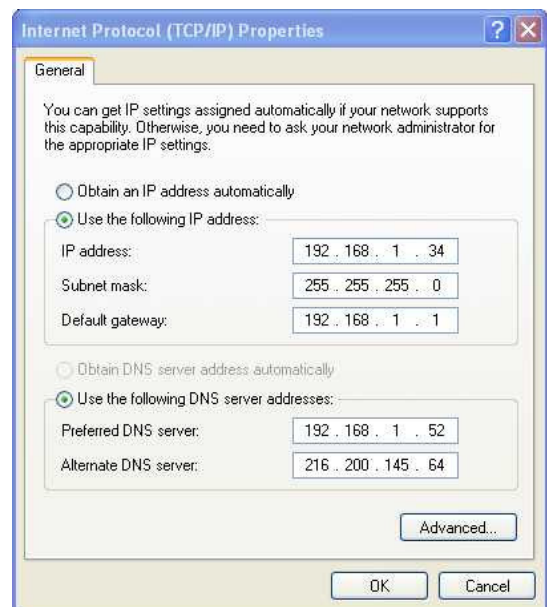 Internet Protocol (TCP/IP) Properties
General
You can get IP settings assigned automatically if your network supports
this capability. Otherwise, you need to ask your network administrator for
the appropriate IP settings.
Obtain an IP address automatically
Use the following IP address:
IP address: 192 . 168 . 1 . 34
Subnet mask: 255 . 255 . 255 . 0
Default gateway: 192 . 168 . 1 . 1
Obtain DNS server address automatically
Use the following DNS server addresses:
Preferred DNS server: 192 . 168 . 1 . 52
Alternate DNS server: 216 . 200 . 145 . 64
Advanced...
OK Cancel